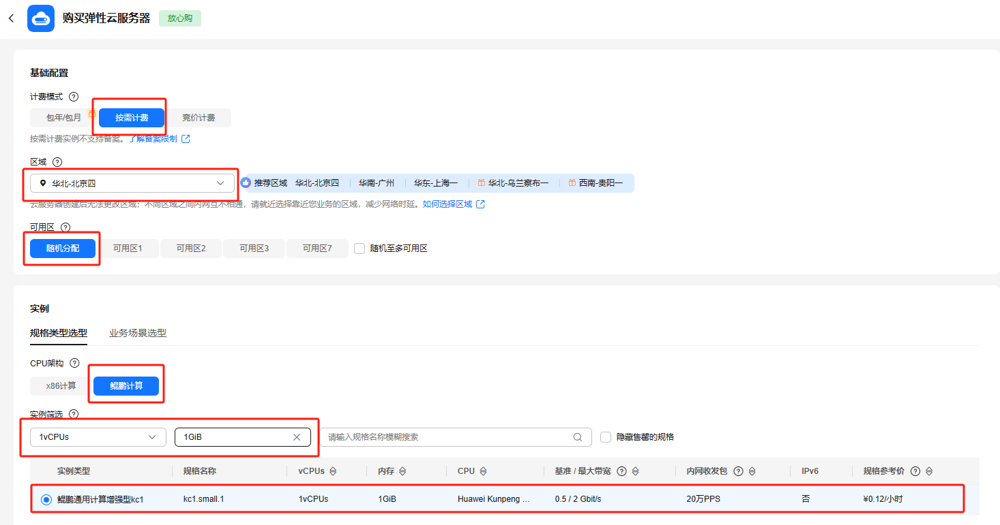 购买弹性云服务器 放心购
基础配置
计费模式
包年/包月 按需计费 竞价计费
按需计费实例不支持备案。了解备案限制
区域
华北-北京四 推荐区域 华北-北京四 华南-广州 华东-上海一 华北-乌兰察布一 西南-贵阳一
云服务器创建后无法更改区域；不同区域之间内网互不相通，请就近选择靠近您业务的区域，减少网络时延。如何选择区域
可用区
随机分配 可用区1 可用区2 可用区3 可用区7 随机至多可用区
实例
规格类型选型 业务场景选型
CPU架构
x86计算 鲲鹏计算
实例筛选
1vCPUs 1GiB 请输入规格名称模糊搜索 隐藏售罄的规格
实例类型 规格名称 vCPUs 内存 CPU 基准 / 最大带宽 内网收发包 IPv6 规格参考价
鲲鹏通用计算增强型kc1 kc1.small.1 1vCPUs 1GiB Huawei Kunpeng ... 0.5 / 2 Gbit/s 20万PPS 否 ¥0.12/小时